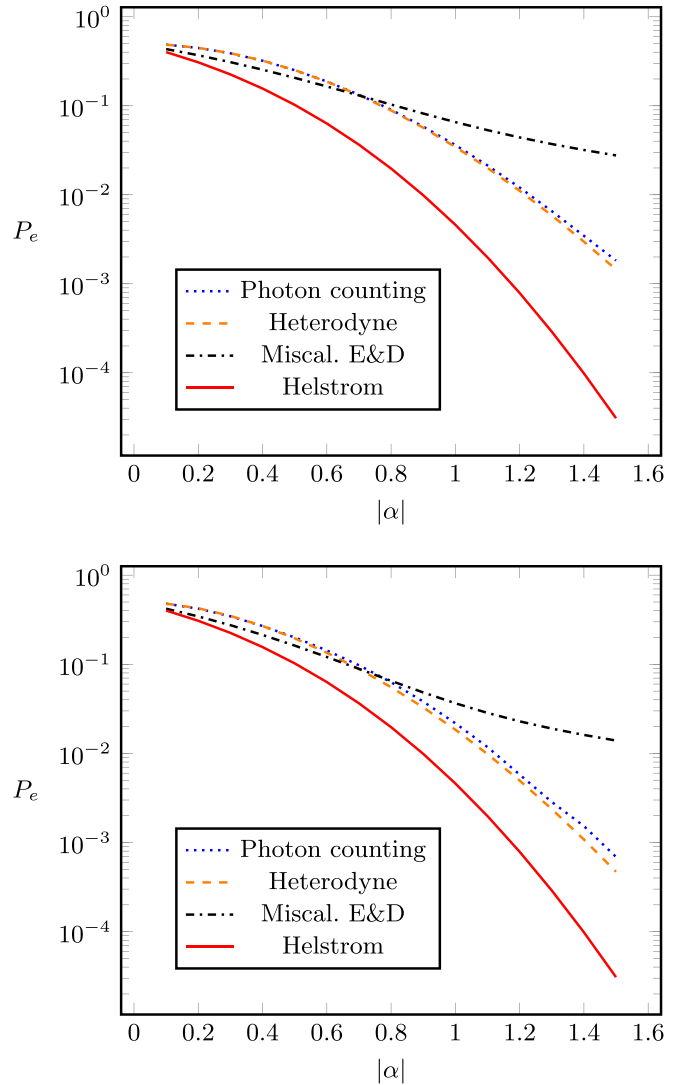 10^0
10^-1
10^-2
P_e
10^-3
10^-4
Photon counting
Heterodyne
Miscal. E&D
Helstrom
0 0.2 0.4 0.6 0.8 1 1.2 1.4 1.6
|α|
10^0
10^-1
10^-2
P_e
10^-3
10^-4
Photon counting
Heterodyne
Miscal. E&D
Helstrom
0 0.2 0.4 0.6 0.8 1 1.2 1.4 1.6
|α|